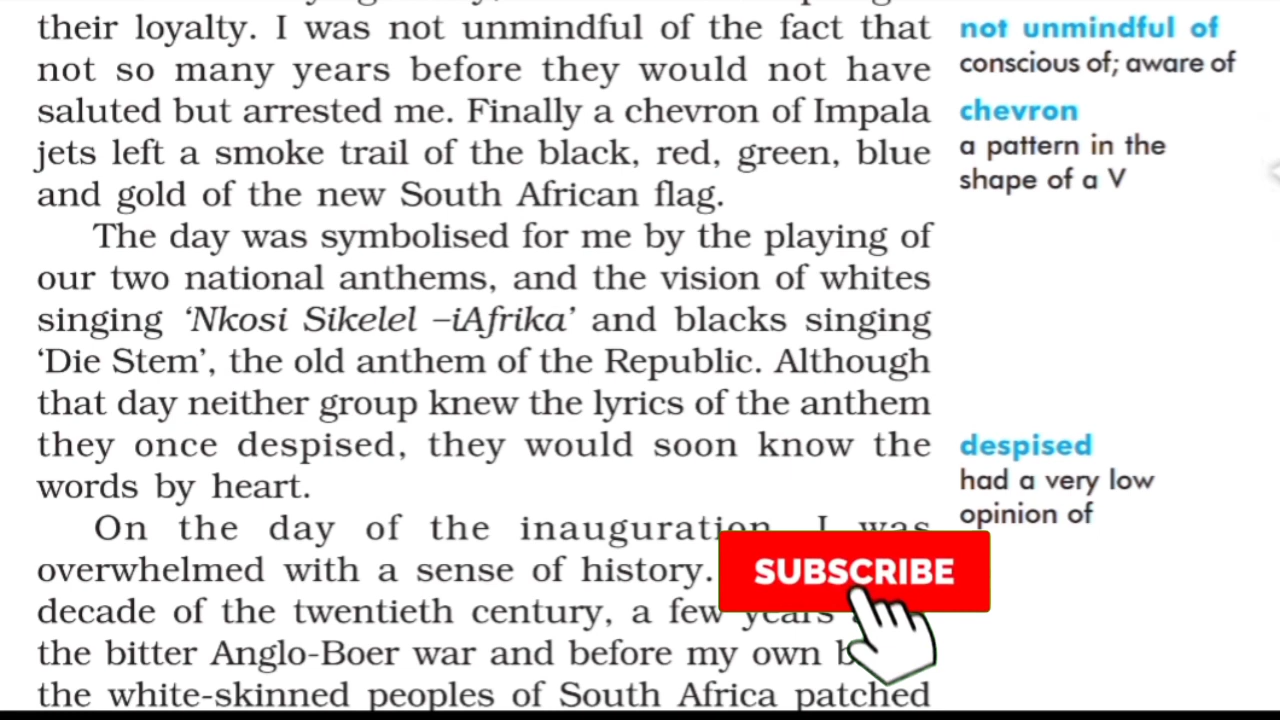 their loyalty. I was not unmindful of the fact that
not so many years before they would not have
saluted but arrested me. Finally a chevron of Impala
jets left a smoke trail of the black, red, green, blue
and gold of the new South African flag.
The day was symbolised for me by the playing of
our two national anthems, and the vision of whites
singing ‘Nkosi Sikelel –iAfrika’ and blacks singing
‘Die Stem’, the old anthem of the Republic. Although
that day neither group knew the lyrics of the anthem
they once despised, they would soon know the
words by heart.
On the day of the inauguration, I was
overwhelmed with a sense of history.
decade of the twentieth century, a few years
the bitter Anglo-Boer war and before my own
the white-skinned peoples of South Africa patched
not unmindful of
conscious of; aware of
chevron
a pattern in the
shape of a V
despised
had a very low
opinion of
SUBSCRIBE